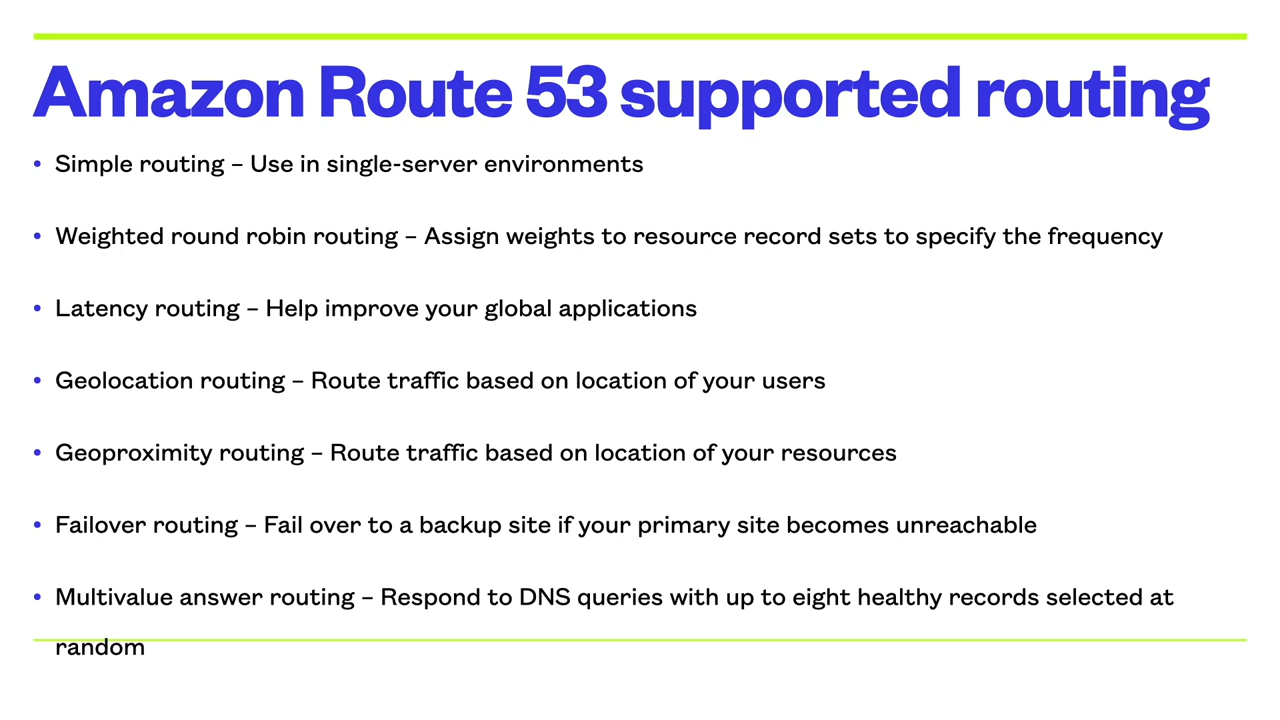 Amazon Route 53 supported routing
• Simple routing – Use in single-server environments
• Weighted round robin routing – Assign weights to resource record sets to specify the frequency
• Latency routing – Help improve your global applications
• Geolocation routing – Route traffic based on location of your users
• Geoproximity routing – Route traffic based on location of your resources
• Failover routing – Fail over to a backup site if your primary site becomes unreachable
• Multivalue answer routing – Respond to DNS queries with up to eight healthy records selected at
random